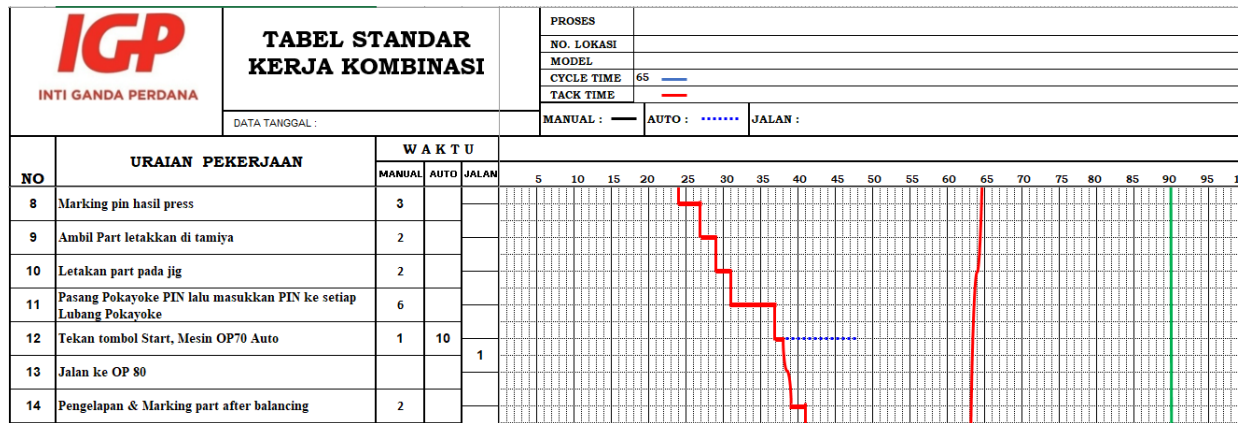 IGP
INTI GANDA PERDANA
TABEL STANDAR
KERJA KOMBINASI
DATA TANGGAL :
PROSES
NO. LOKASI
MODEL
CYCLE TIME 65
TACK TIME
MANUAL : AUTO : JALAN :
NO URAIAN PEKERJAAN WAKTU
MANUAL AUTO JALAN
5 10 15 20 25 30 35 40 45 50 55 60 65 70 75 80 85 90 95
8 Marking pin hasil press 3
9 Ambil Part letakkan di tamiya 2
10 Letakan part pada jig 2
11 Pasang Pokayoke PIN lalu masukkan PIN ke setiap
Lubang Pokayoke 6
12 Tekan tombol Start, Mesin OP70 Auto 1 10
1
13 Jalan ke OP 80
14 Pengelapan & Marking part after balancing 2